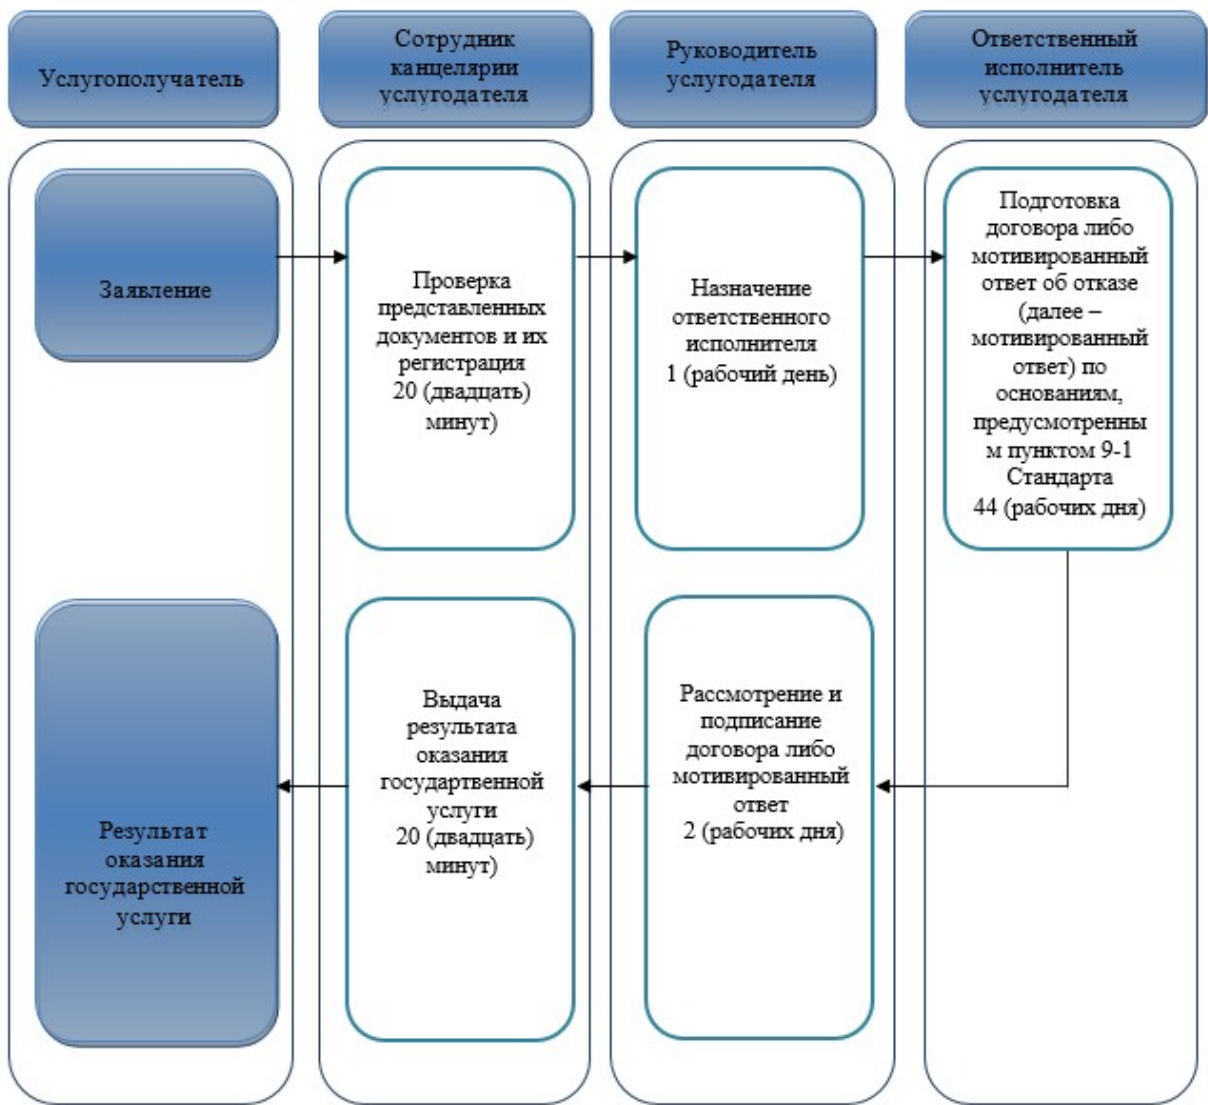 Услугополучатель
Сотрудник
канцелярии
услугодателя
Руководитель
услугодателя
Ответственный
исполнитель
услугодателя
Заявление
Проверка
представленных
документов и их
регистрация
20 (двадцать)
минут)
Назначение
ответственного
исполнителя
1 (рабочий день)
Подготовка
договора либо
мотивированный
ответ об отказе
(далее –
мотивированный
ответ) по
основаниям,
предусмотренны
м пунктом 9-1
Стандарта
44 (рабочих дня)
Результат
оказания
государственной
услуги
Выдача
результата
оказания
государтвенной
услуги
20 (двадцать)
минут)
Рассмотрение и
подписание
договора либо
мотивированный
ответ
2 (рабочих дня)